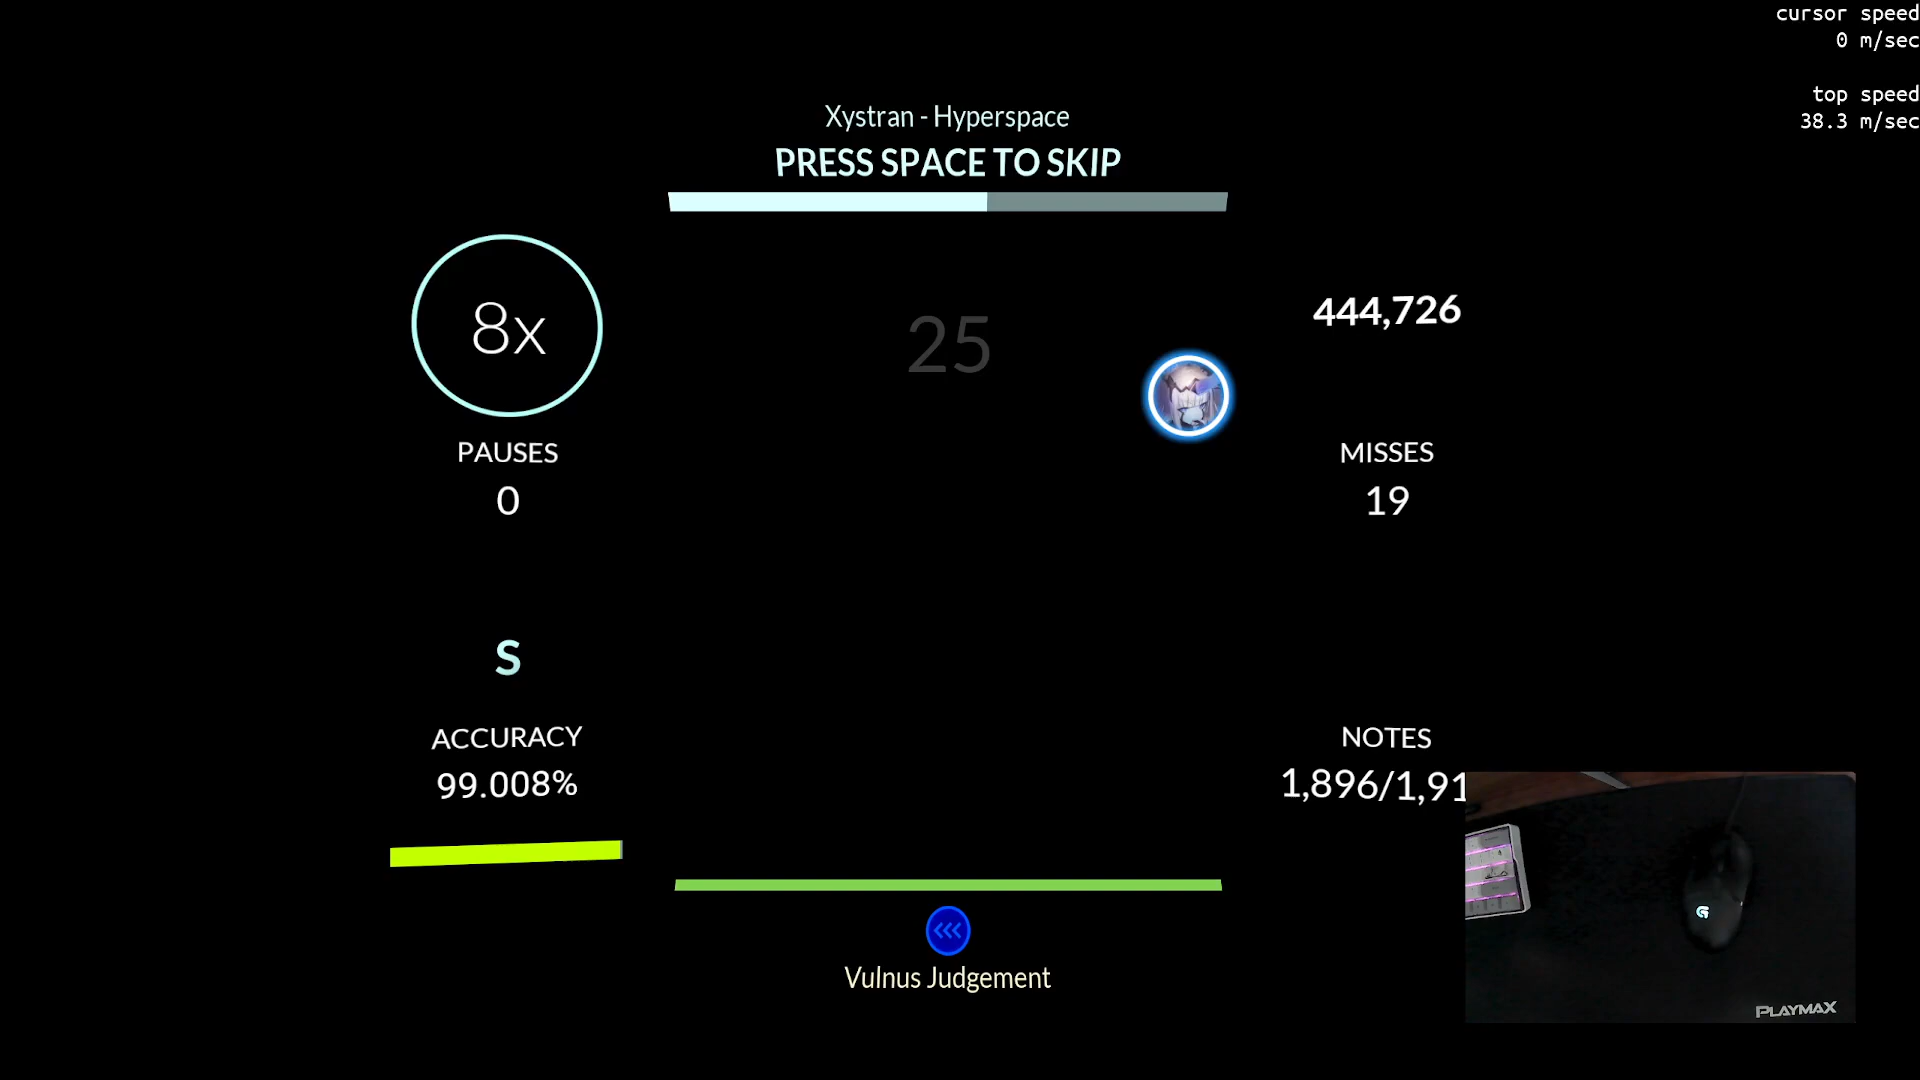 cursor speed
0 m/sec
top speed
38.3 m/sec
Xystran - Hyperspace
PRESS SPACE TO SKIP
8x
25
444,726
PAUSES
0
MISSES
19
S
ACCURACY
99.008%
NOTES
1,896/1,91
Vulnus Judgement
PLAYMAX